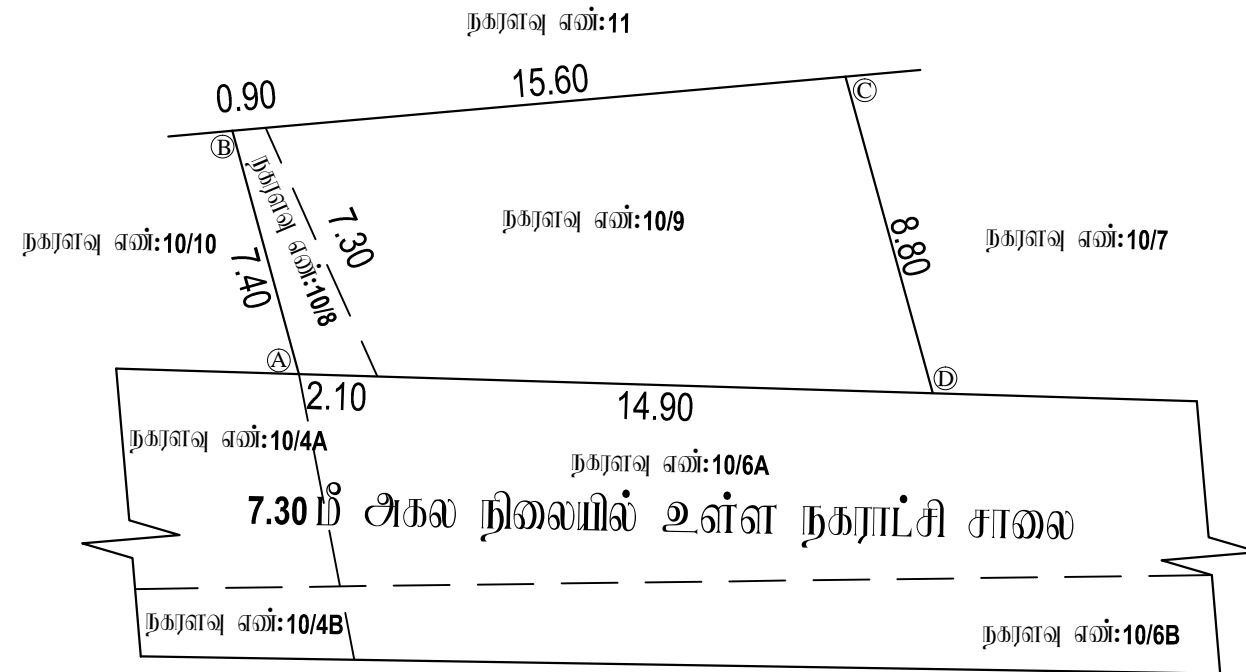 நகரளவு எண்:11
0.90
15.60
Ⓒ
Ⓑ
நகரளவு எண்:10/8
7.30
நகரளவு எண்:10/9
8.80
நகரளவு எண்:10/7
நகரளவு எண்:10/10
7.40
Ⓐ
Ⓓ
2.10
14.90
நகரளவு எண்:10/4A
நகரளவு எண்:10/6A
7.30 மீ அகல நிலையில் உள்ள நகராட்சி சாலை
நகரளவு எண்:10/4B
நகரளவு எண்:10/6B